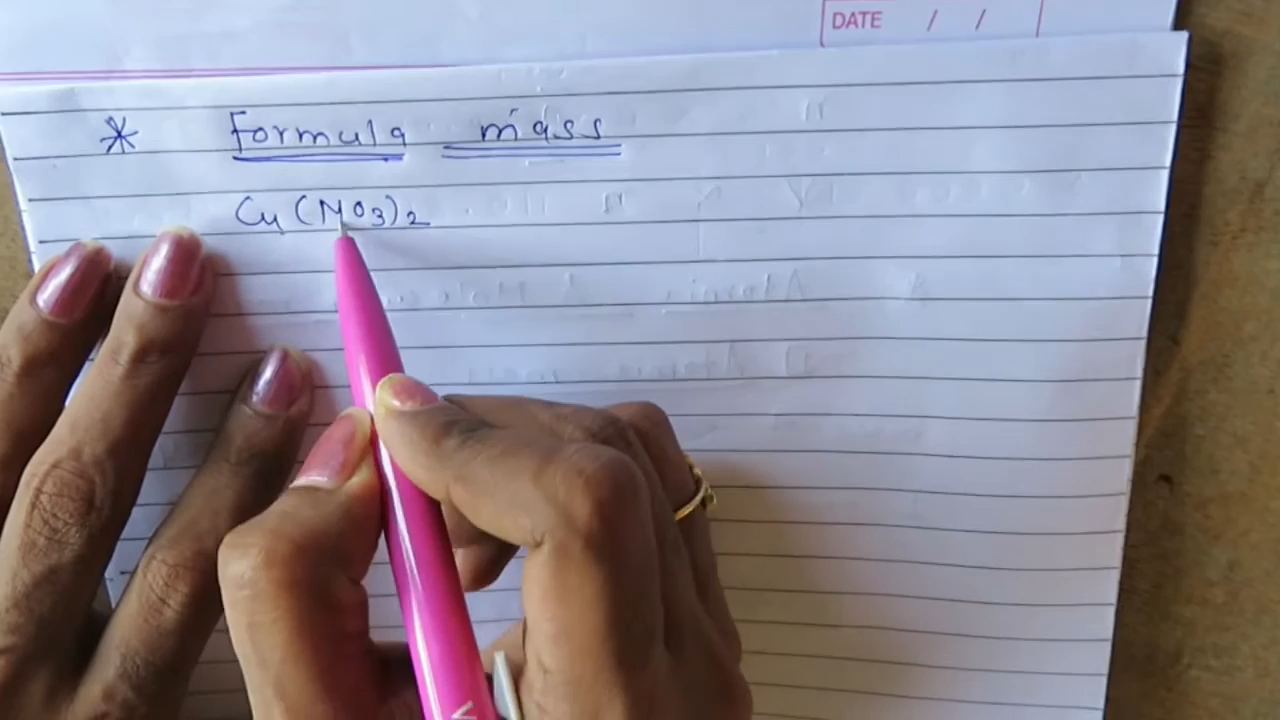 DATE / /
* Formula mass
Cu(NO3)2